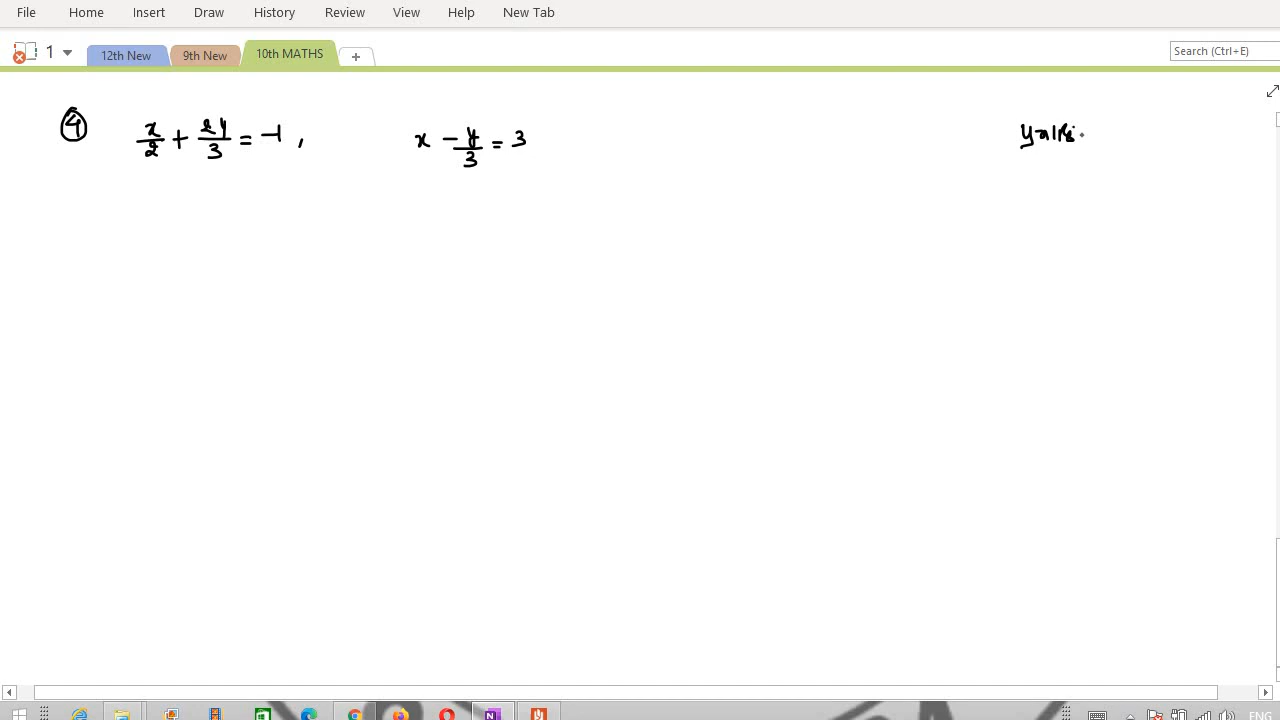 File Home Insert Draw History Review View Help New Tab
1 12th New 9th New 10th MATHS + Search (Ctrl+E)
④ x/2 + 2y/3 = -1, x - y/3 = 3
ENG